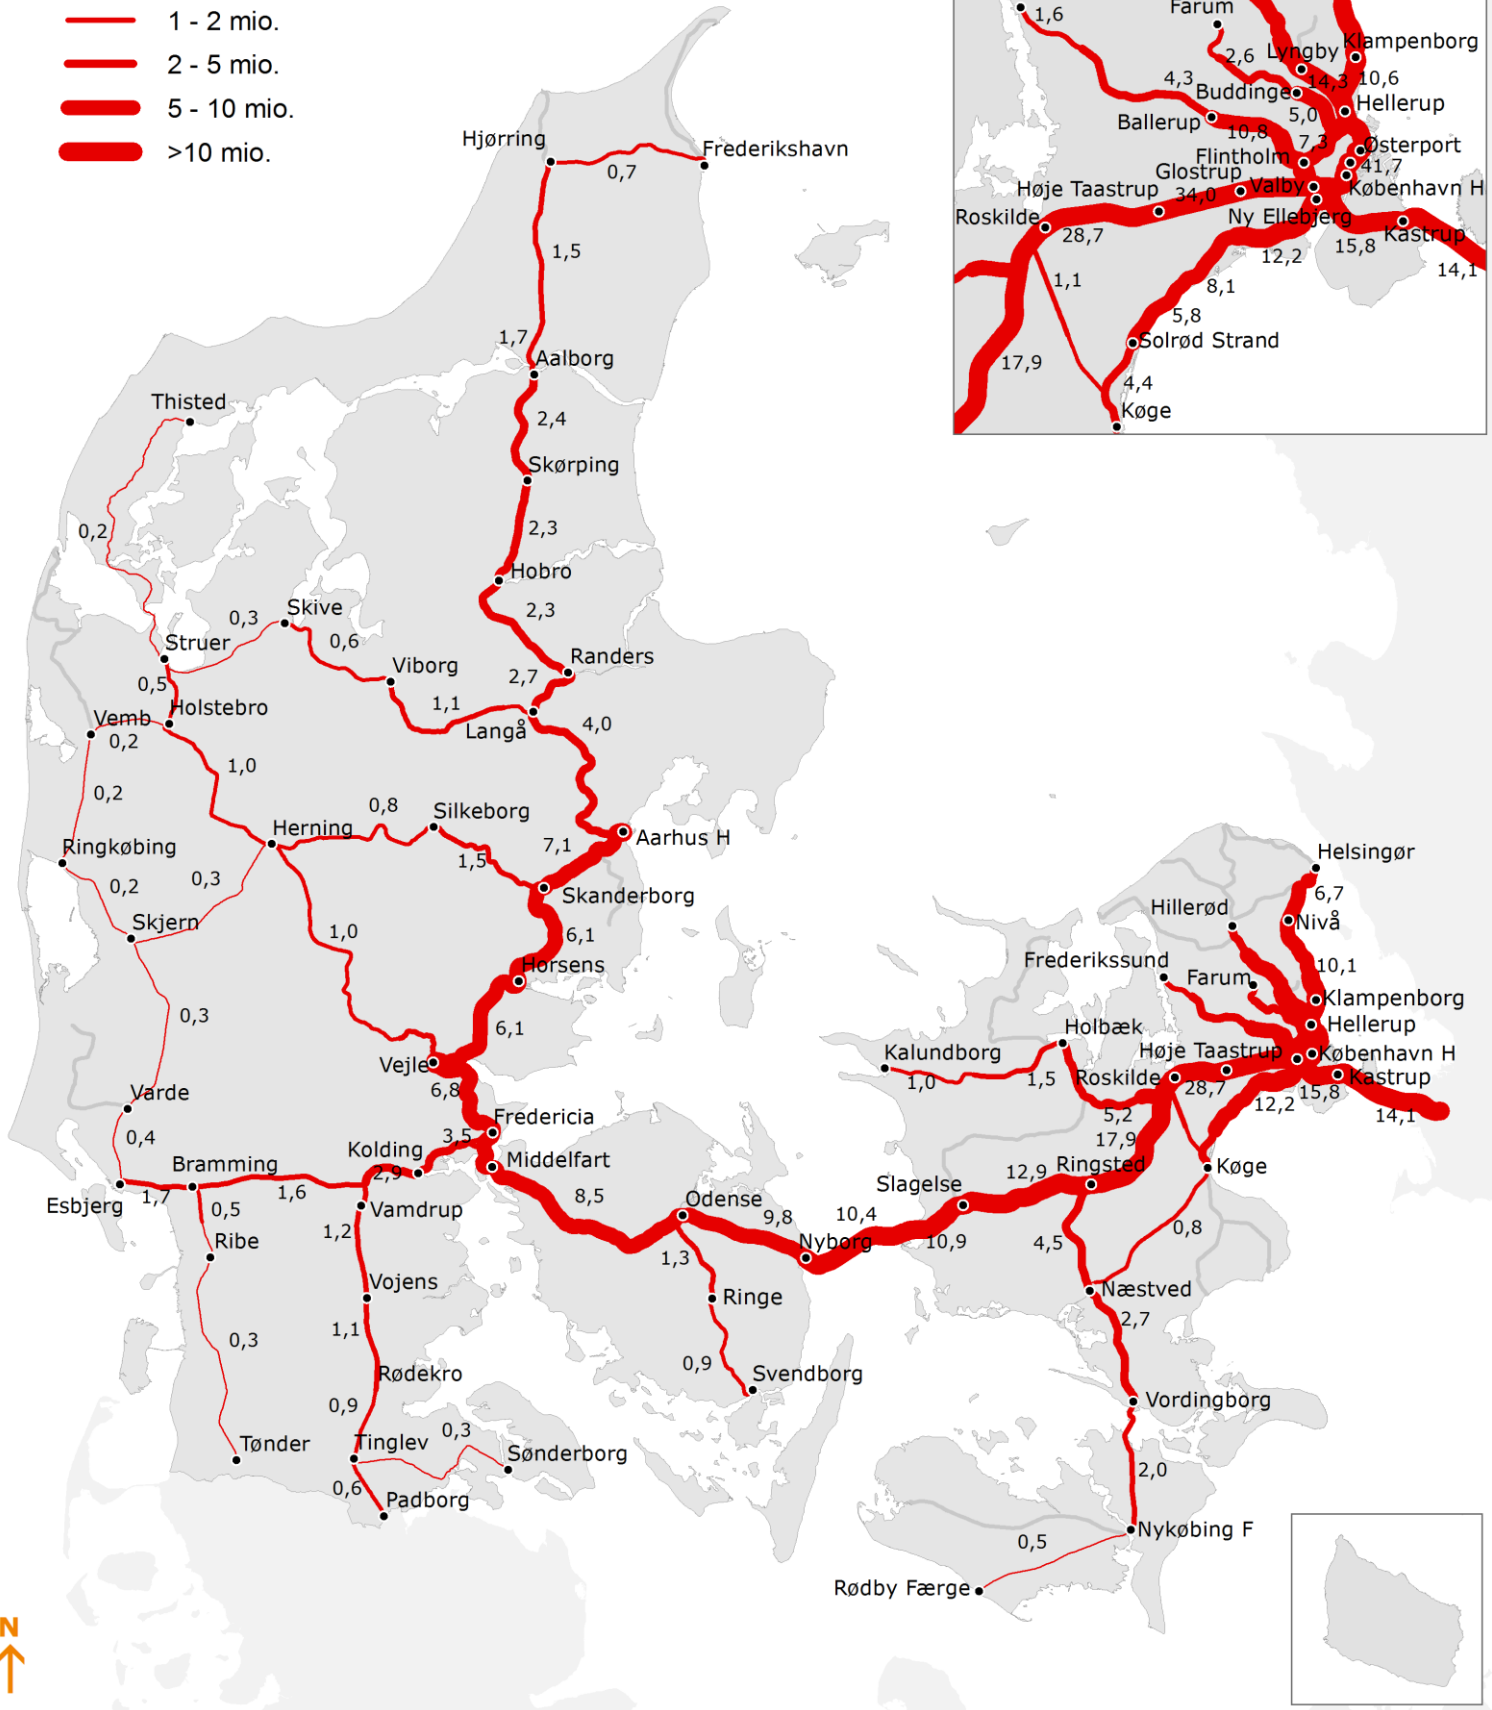 1 - 2 mio.
2 - 5 mio.
5 - 10 mio.
>10 mio.
1,6
Farum
2,6
Lyngby
Klampenborg
14,3
10,6
4,3
Buddinge
Hellerup
5,0
Ballerup
10,8
7,3
Østerport
Flintholm
41,7
Glostrup
Valby
København H
Høje Taastrup
34,0
Roskilde
Ny Ellebjerg
28,7
Kastrup
15,8
12,2
14,1
1,1
8,1
5,8
Solrød Strand
17,9
4,4
Køge
Hjørring
Frederikshavn
0,7
1,5
1,7
Aalborg
Thisted
2,4
Skørping
0,2
2,3
Hobro
Skive
0,3
2,3
0,6
Struer
Viborg
Randers
0,5
2,7
Holstebro
1,1
Vemb
Langå
4,0
0,2
1,0
0,2
0,8
Silkeborg
Herning
Aarhus H
7,1
Ringkøbing
1,5
0,2
0,3
Skanderborg
Skjern
1,0
6,1
Horsens
0,3
6,1
Vejle
6,8
Varde
Fredericia
0,4
3,5
Kolding
Middelfart
Bramming
2,9
Esbjerg
1,7
1,6
8,5
0,5
Vamdrup
Odense
Ribe
1,2
9,8
10,4
Nyborg
1,3
Vojens
Ringe
1,1
0,3
0,9
Rødekro
Svendborg
0,9
Tønder
Tinglev
0,3
Sønderborg
0,6
Padborg
Helsingør
6,7
Hillerød
Nivå
Frederikssund
10,1
Farum
Klampenborg
Holbæk
Hellerup
Kalundborg
Høje Taastrup
København H
1,0
1,5
Roskilde
28,7
Kastrup
15,8
5,2
12,2
14,1
17,9
12,9
Ringsted
Køge
Slagelse
0,8
10,9
4,5
Næstved
2,7
Vordingborg
2,0
Nykøbing F
0,5
Rødby Færge
N